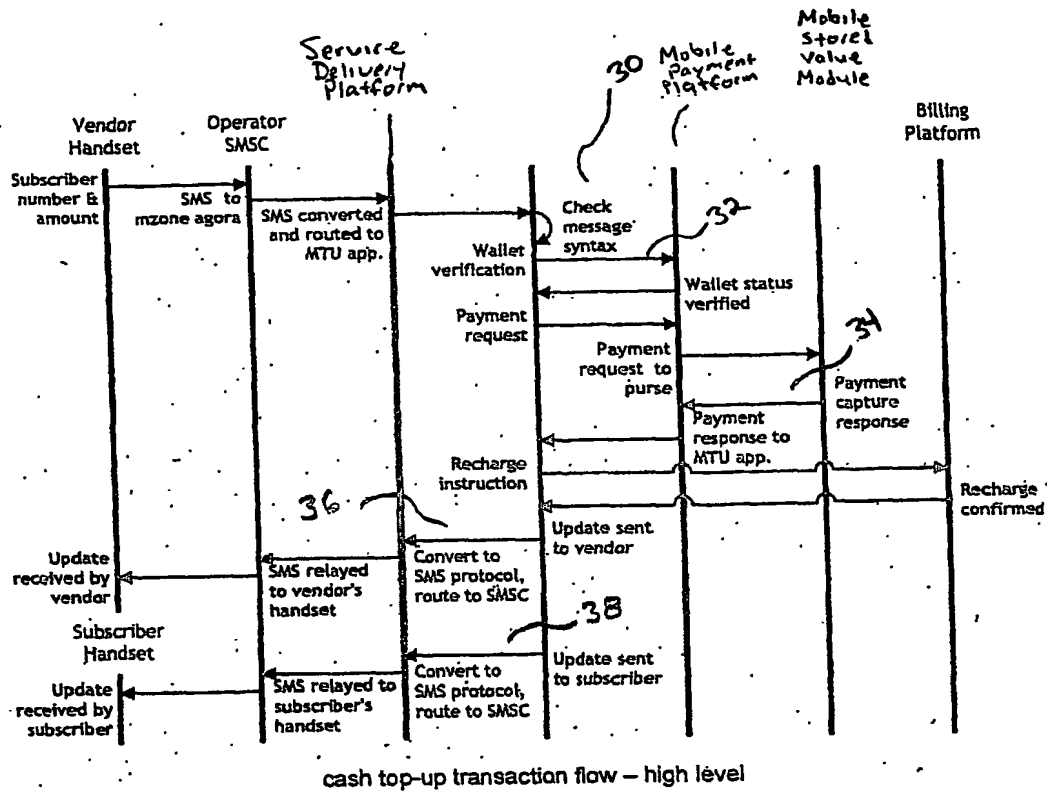 Service
Delivery
Platform
30
Mobile
Payment
Platform
Mobile
Stored
Value
Module
Vendor
Handset
Operator
SMSC
Billing
Platform
Subscriber
number &
amount
SMS to
mzone agora
SMS converted
and routed to
MTU app.
Check
message
syntax
32
Wallet
verification
Wallet status
verified
Payment
request
34
Payment
request to
purse
Payment
capture
response
Payment
response to
MTU app.
Recharge
instruction
Recharge
confirmed
36
Update sent
to vendor
Convert to
SMS protocol,
route to SMSC
SMS relayed
to vendor's
handset
Update
received by
vendor
Subscriber
Handset
38
Update sent
to subscriber
Convert to
SMS protocol,
route to SMSC
SMS relayed to
subscriber's
handset
Update
received by
subscriber
cash top-up transaction flow – high level